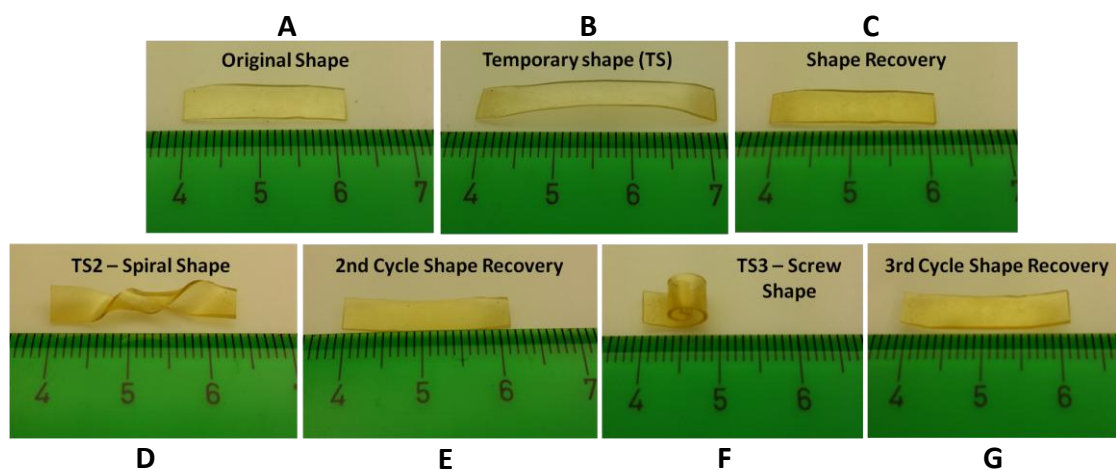 A B C
Original Shape
Temporary shape (TS)
Shape Recovery
4 5 6 7
4 5 6 7
4 5 6
TS2 – Spiral Shape
2nd Cycle Shape Recovery
TS3 – Screw
Shape
3rd Cycle Shape Recovery
4 5 6
4 5 6 7
4 5 6
4 5 6
D E F G